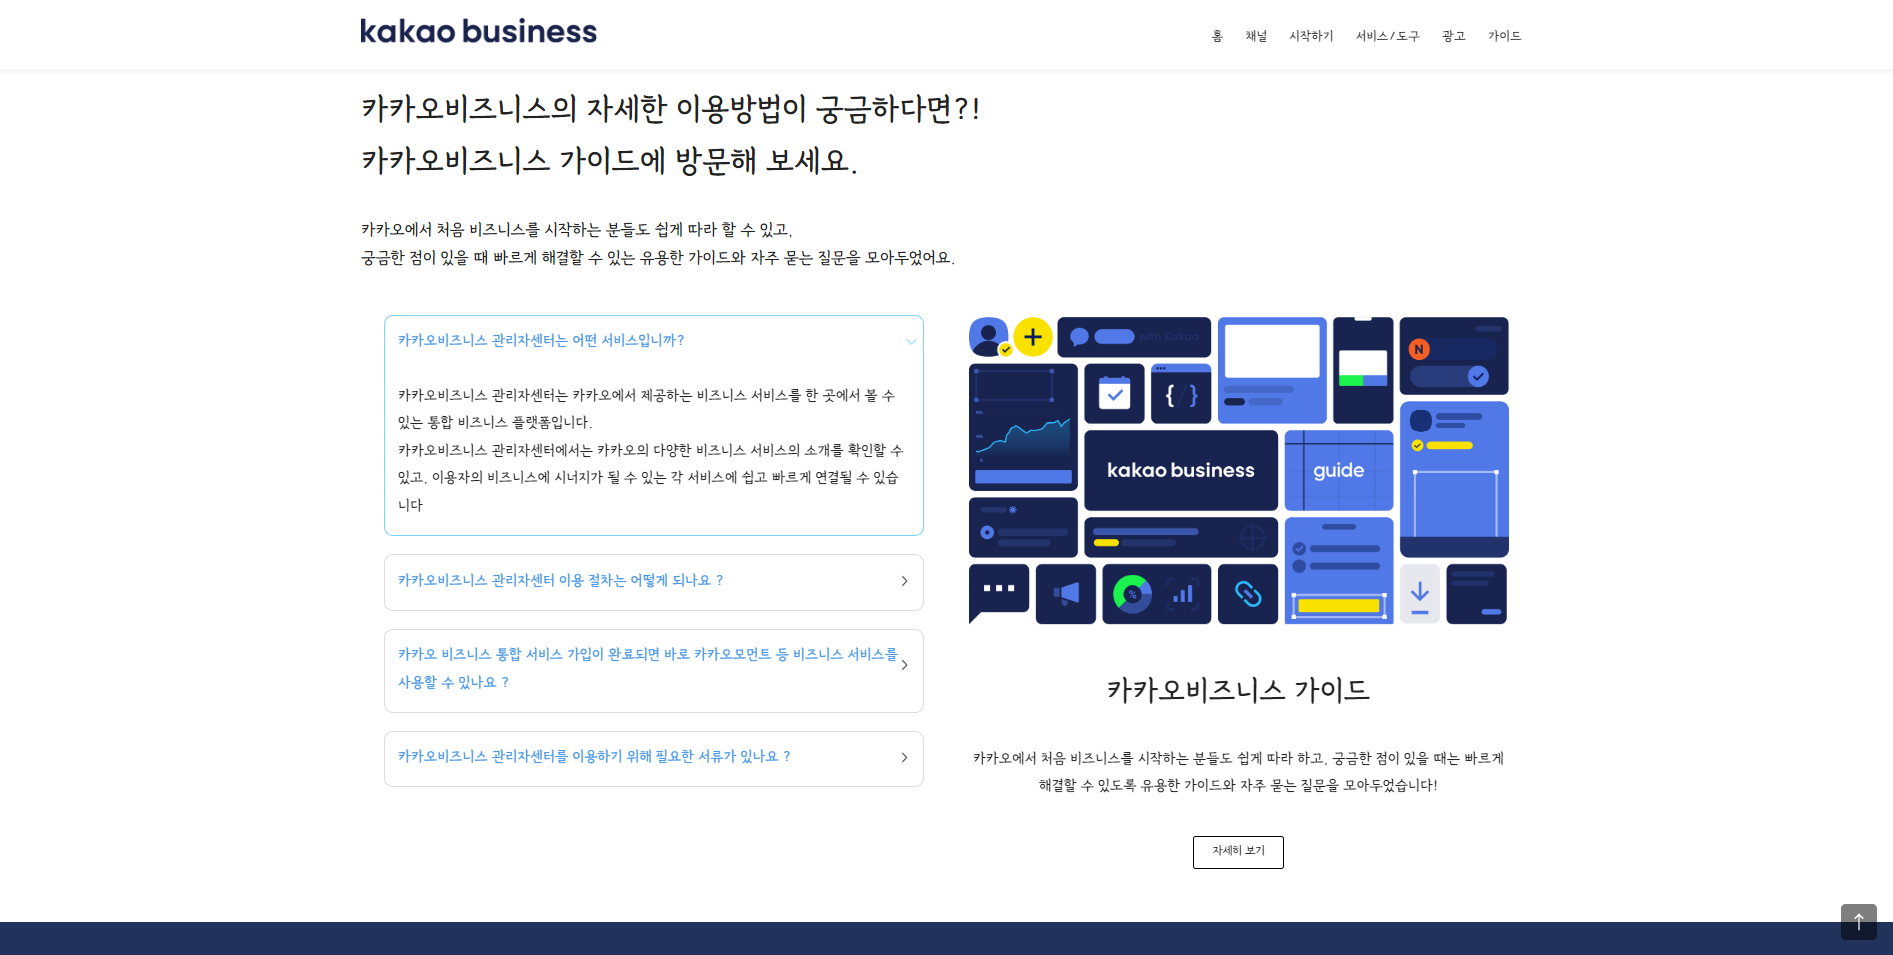 kakao business
홈 채널 시작하기 서비스/도구 광고 가이드
카카오비즈니스의 자세한 이용방법이 궁금하다면?!
카카오비즈니스 가이드에 방문해 보세요.
카카오에서 처음 비즈니스를 시작하는 분들도 쉽게 따라 할 수 있고,
궁금한 점이 있을 때 빠르게 해결할 수 있는 유용한 가이드와 자주 묻는 질문을 모아두었어요.
카카오비즈니스 관리자센터는 어떤 서비스입니까?
카카오비즈니스 관리자센터는 카카오에서 제공하는 비즈니스 서비스를 한 곳에서 볼 수
있는 통합 비즈니스 플랫폼입니다.
카카오비즈니스 관리자센터에서는 카카오의 다양한 비즈니스 서비스의 소개를 확인할 수
있고, 이용자의 비즈니스에 시너지가 될 수 있는 각 서비스에 쉽고 빠르게 연결될 수 있습
니다
카카오비즈니스 관리자센터 이용 절차는 어떻게 되나요 ?
카카오 비즈니스 통합 서비스 가입이 완료되면 바로 카카오모먼트 등 비즈니스 서비스를
사용할 수 있나요 ?
카카오비즈니스 관리자센터를 이용하기 위해 필요한 서류가 있나요 ?
with Kakao
N
{/}
kakao business
guide
%
카카오비즈니스 가이드
카카오에서 처음 비즈니스를 시작하는 분들도 쉽게 따라 하고, 궁금한 점이 있을 때는 빠르게
해결할 수 있도록 유용한 가이드와 자주 묻는 질문을 모아두었습니다!
자세히 보기